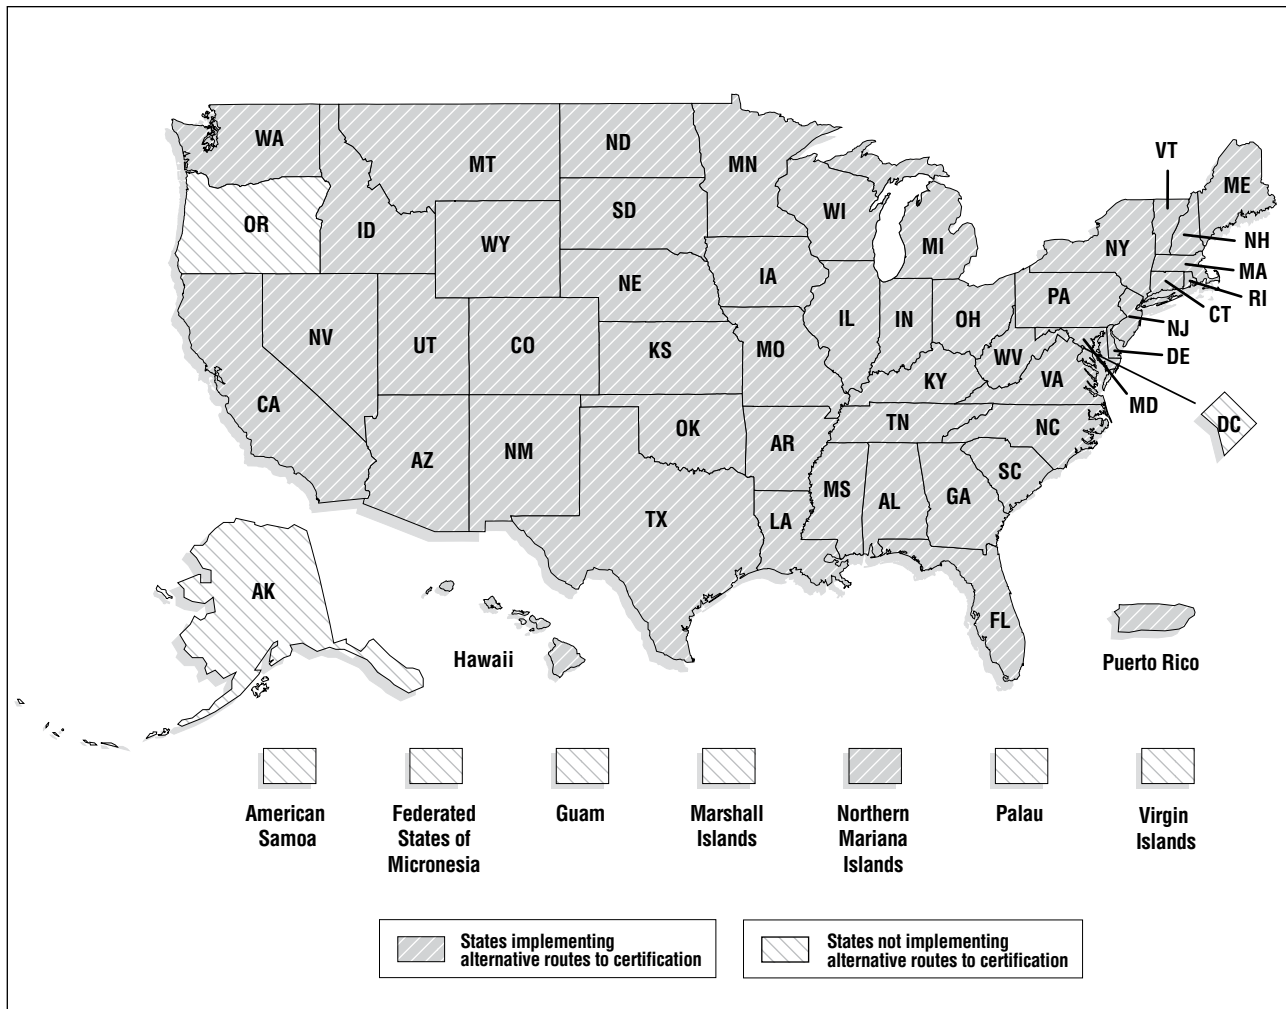 WA
MT
ND
MN
VT
ME
OR
ID
WY
SD
WI
MI
NY
NH
MA
RI
CT
NE
IA
PA
NJ
DE
NV
UT
CO
KS
MO
IL
IN
OH
WV
VA
KY
MD
DC
CA
AZ
NM
OK
AR
TN
NC
SC
MS
AL
GA
TX
LA
FL
AK
Hawaii
Puerto Rico
American
Samoa
Federated
States of
Micronesia
Guam
Marshall
Islands
Northern
Mariana
Islands
Palau
Virgin
Islands
States implementing
alternative routes to certification
States not implementing
alternative routes to certification